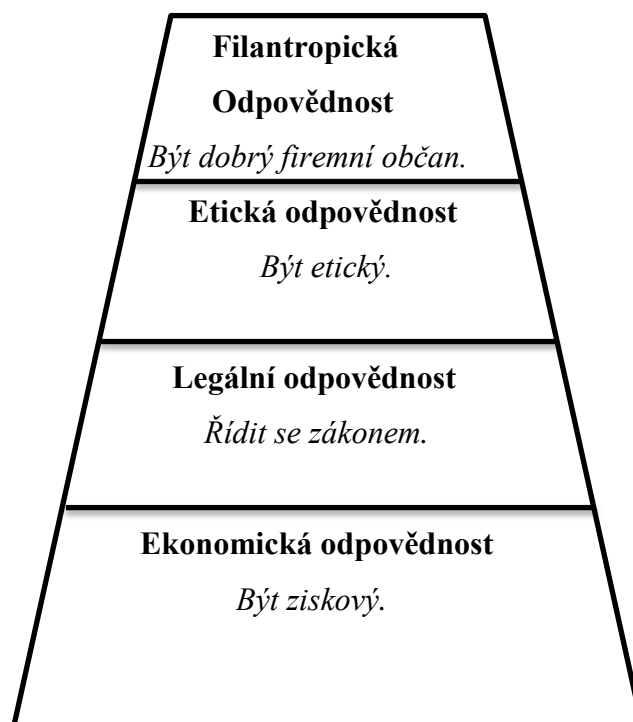 Filantropická
Odpovědnost
Být dobrý firemní občan.
Etická odpovědnost
Být etický.
Legální odpovědnost
Řídit se zákonem.
Ekonomická odpovědnost
Být ziskový.